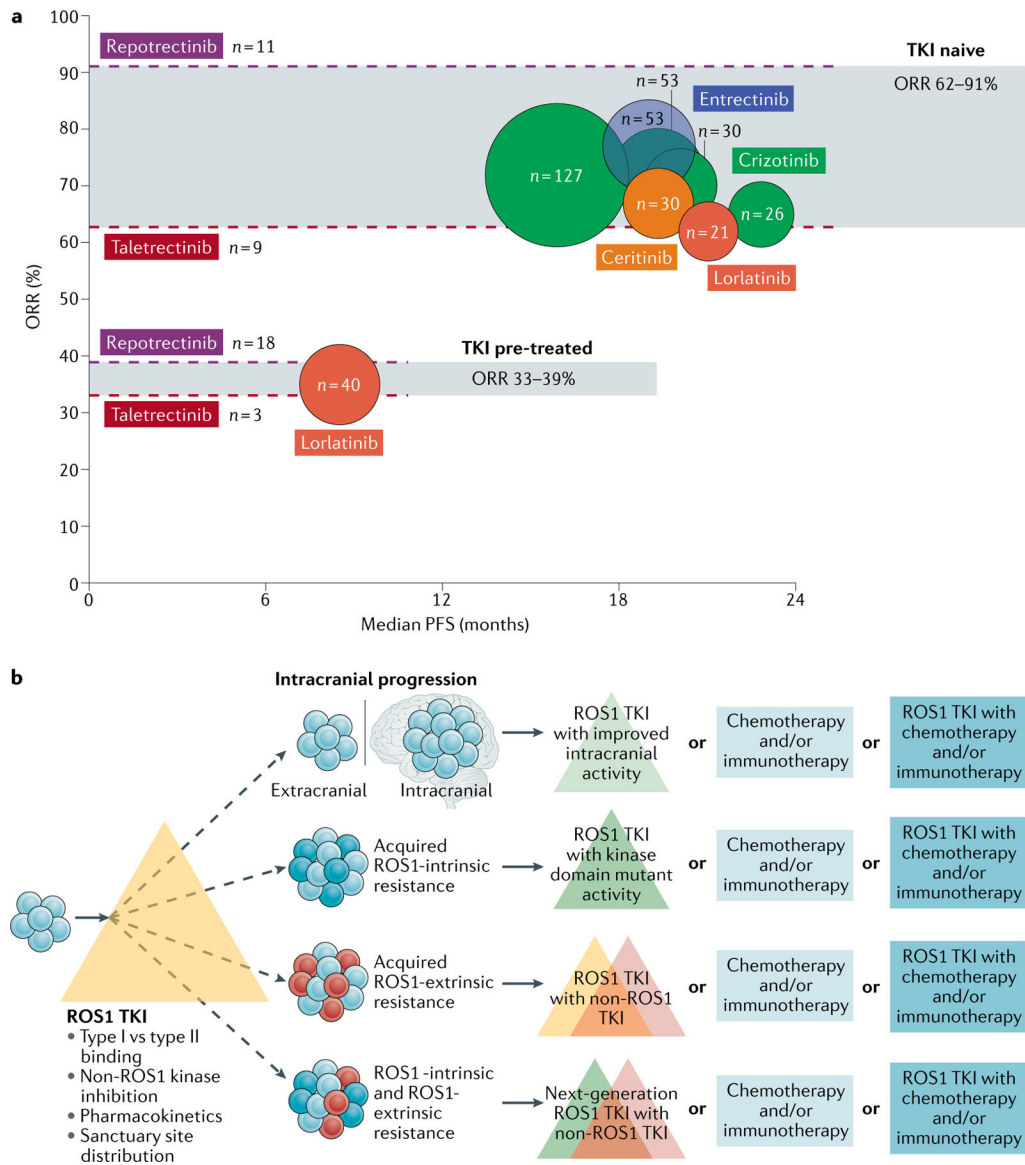 a
100
90
80
70
60
50
40
30
20
10
0
ORR (%)
0
6
12
18
24
Median PFS (months)
Repotrectinib n=11
TKI naive
ORR 62–91%
n=53
Entrectinib
n=53
n=30
Crizotinib
n=127
n=30
n=26
n=21
Taletrectinib n=9
Ceritinib
Lorlatinib
Repotrectinib n=18
TKI pre-treated
ORR 33–39%
n=40
Taletrectinib n=3
Lorlatinib
b
Intracranial progression
Extracranial
Intracranial
ROS1 TKI
with improved
intracranial
activity
or
Chemotherapy
and/or
immunotherapy
or
ROS1 TKI with
chemotherapy
and/or
immunotherapy
Acquired
ROS1-intrinsic
resistance
ROS1 TKI
with kinase
domain mutant
activity
or
Chemotherapy
and/or
immunotherapy
or
ROS1 TKI with
chemotherapy
and/or
immunotherapy
Acquired
ROS1-extrinsic
resistance
ROS1 TKI
with non-ROS1
TKI
or
Chemotherapy
and/or
immunotherapy
or
ROS1 TKI with
chemotherapy
and/or
immunotherapy
ROS1 -intrinsic
and ROS1-
extrinsic
resistance
Next-generation
ROS1 TKI with
non-ROS1 TKI
or
Chemotherapy
and/or
immunotherapy
or
ROS1 TKI with
chemotherapy
and/or
immunotherapy
ROS1 TKI
• Type I vs type II
binding
• Non-ROS1 kinase
inhibition
• Pharmacokinetics
• Sanctuary site
distribution